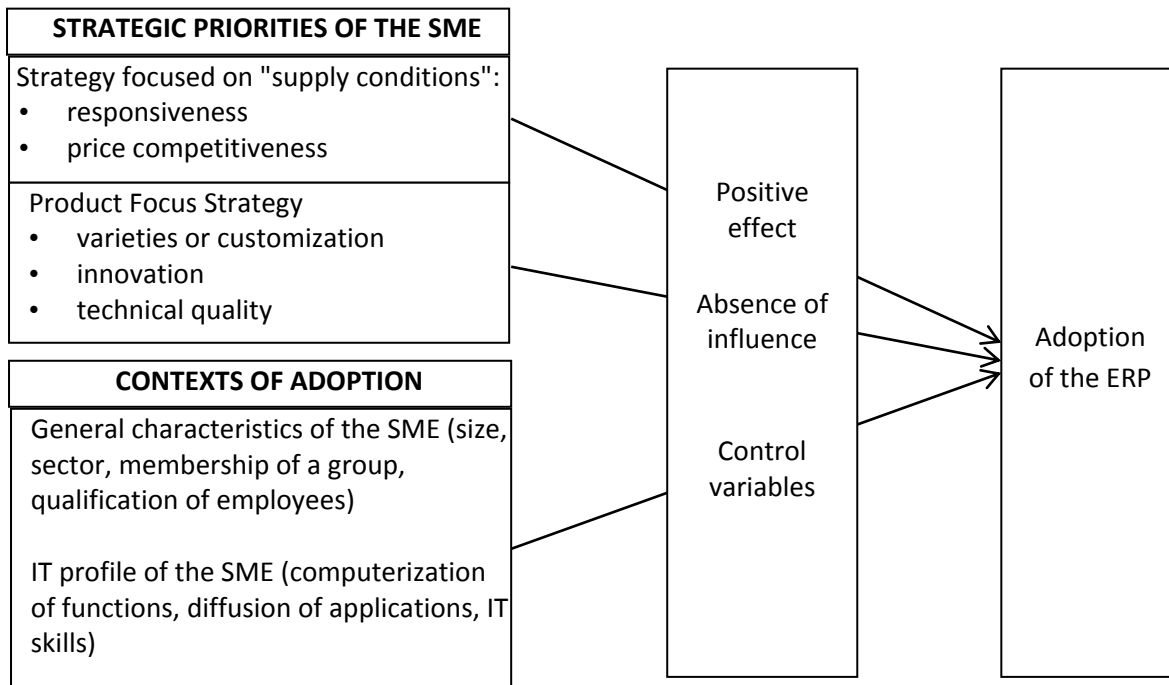 STRATEGIC PRIORITIES OF THE SME
Strategy focused on "supply conditions":
• responsiveness
• price competitiveness
Product Focus Strategy
• varieties or customization
• innovation
• technical quality
CONTEXTS OF ADOPTION
General characteristics of the SME (size,
sector, membership of a group,
qualification of employees)
IT profile of the SME (computerization
of functions, diffusion of applications, IT
skills)
Positive
effect
Absence of
influence
Control
variables
Adoption
of the ERP